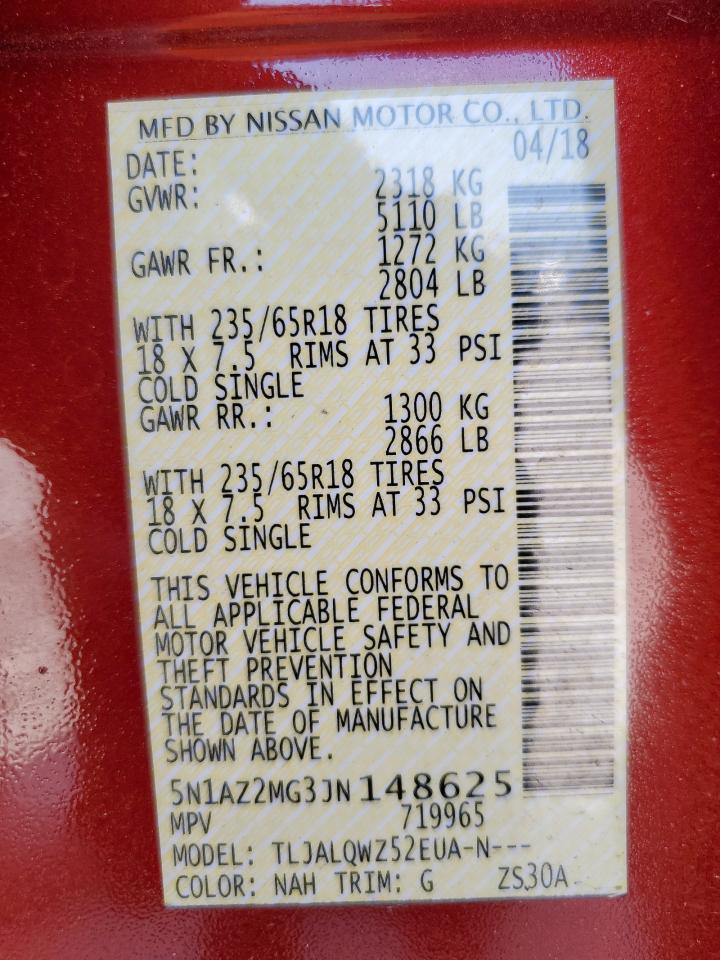 MFD BY NISSAN MOTOR CO., LTD.
DATE: 04/18
GVWR: 2318 KG
5110 LB
GAWR FR.: 1272 KG
2804 LB
WITH 235/65R18 TIRES
18 X 7.5 RIMS AT 33 PSI
COLD SINGLE
GAWR RR.: 1300 KG
2866 LB
WITH 235/65R18 TIRES
18 X 7.5 RIMS AT 33 PSI
COLD SINGLE
THIS VEHICLE CONFORMS TO
ALL APPLICABLE FEDERAL
MOTOR VEHICLE SAFETY AND
THEFT PREVENTION
STANDARDS IN EFFECT ON
THE DATE OF MANUFACTURE
SHOWN ABOVE.
5N1AZ2MG3JN148625
MPV 719965
MODEL: TLJALQWZ52EUA-N---
COLOR: NAH TRIM: G ZS30A